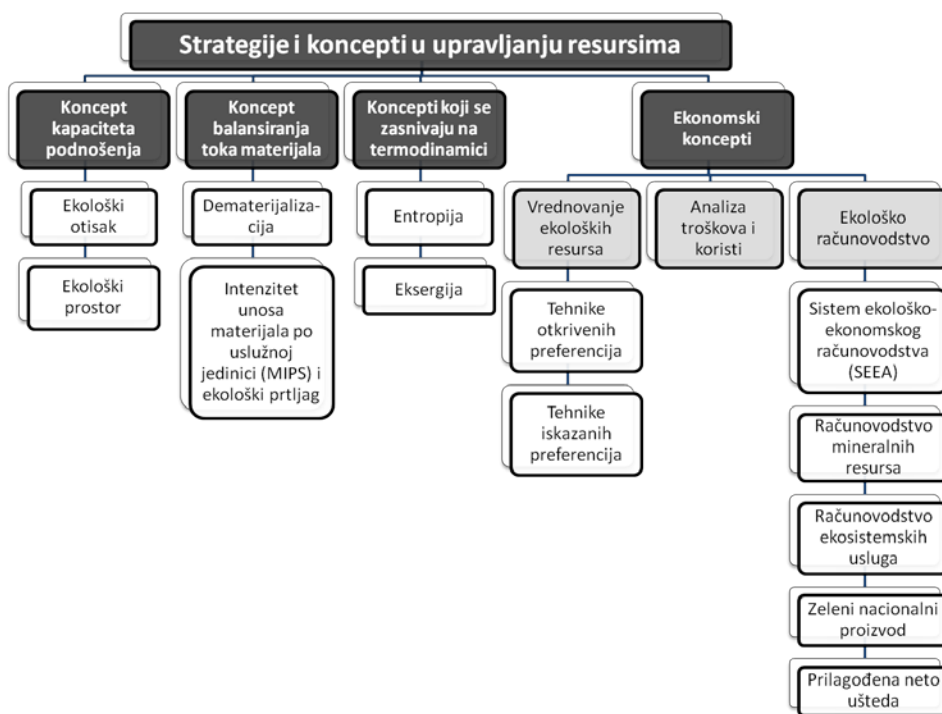 Strategije i koncepti u upravljanju resursima
Koncept
kapaciteta
podnošenja
Ekološki
otisak
Ekološki
prostor
Koncept
balansiranja
toka materijala
Dematerijaliza-
cija
Intenzitet
unosa
materijala po
uslužnoj
jedinici (MIPS) i
ekološki prtljag
Koncepti koji se
zasnivaju na
termodinamici
Entropija
Eksergija
Ekonomski
koncepti
Vrednovanje
ekoloških
resursa
Tehnike
otkrivenih
preferencija
Tehnike
iskazanih
preferencija
Analiza
troškova i
koristi
Ekološko
računovodstvo
Sistem ekološko-
ekonomskog
računovodstva
(SEEA)
Računovodstvo
mineralnih
resursa
Računovodstvo
ekosistemskih
usluga
Zeleni nacionalni
proizvod
Prilagođena neto
ušteda